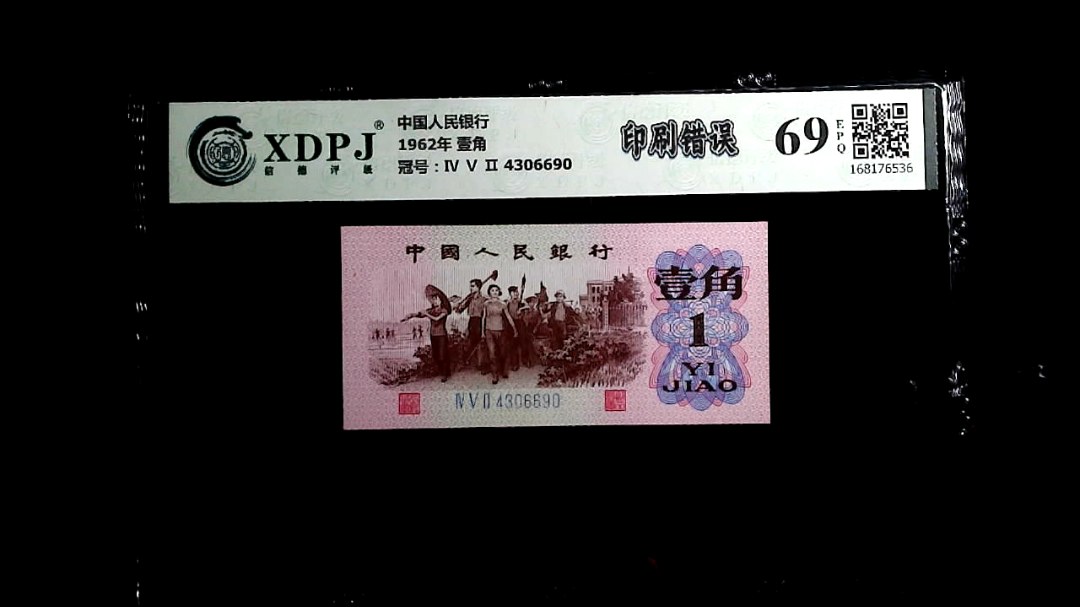 XDPJ®
信德评级
中国人民银行
1962年 壹角
冠号：Ⅳ Ⅴ Ⅱ 4306690
印刷错误
69
EPQ
168176536
中國人民銀行
壹角
1
YI
JIAO
Ⅳ Ⅴ Ⅱ 4306690